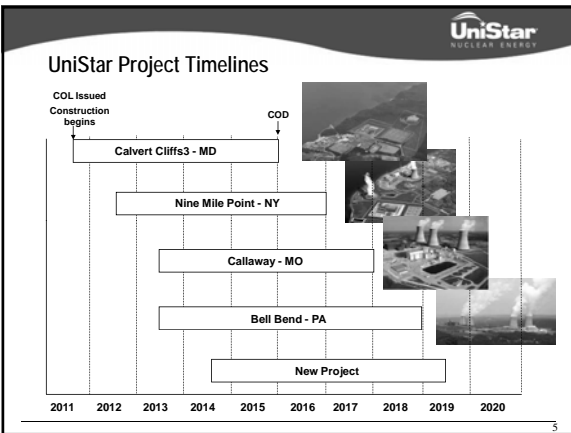 UniStar
NUCLEAR ENERGY
UniStar Project Timelines
COL Issued
Construction
begins
COD
Calvert Cliffs3 - MD
Nine Mile Point - NY
Callaway - MO
Bell Bend - PA
New Project
2011 2012 2013 2014 2015 2016 2017 2018 2019 2020
5